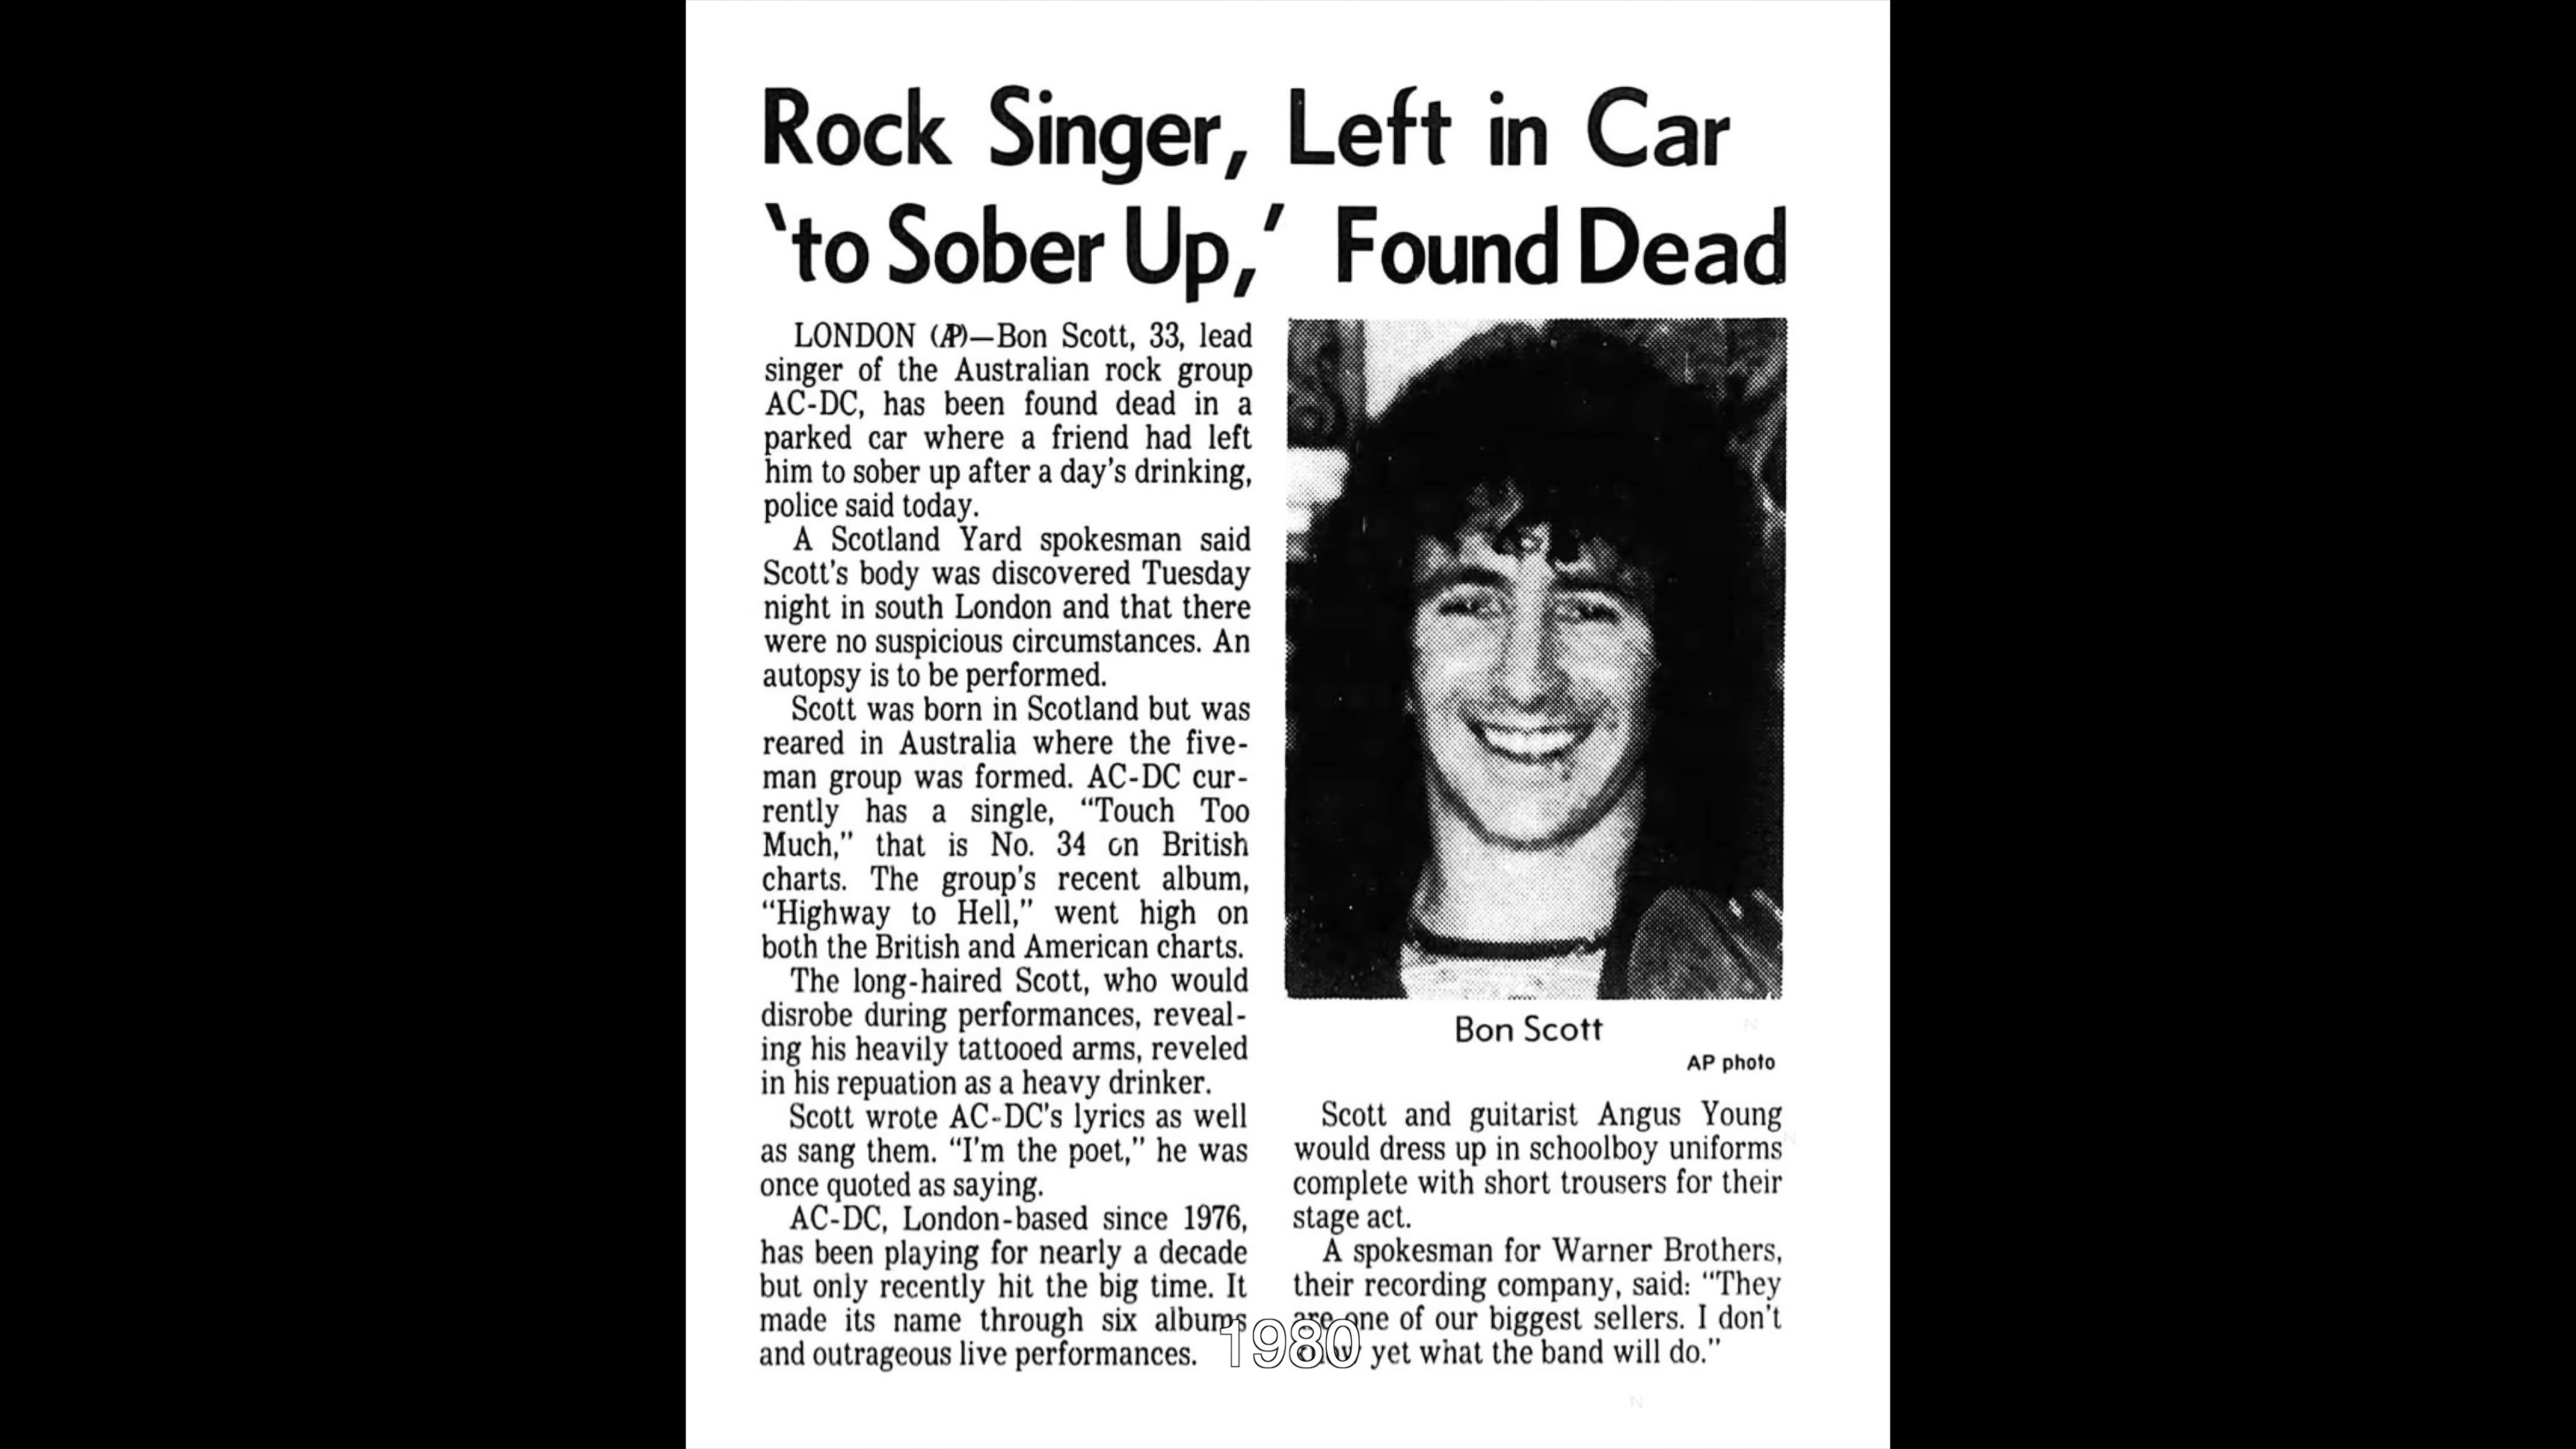 Rock Singer, Left in Car
'to Sober Up,' Found Dead
LONDON (AP)—Bon Scott, 33, lead
singer of the Australian rock group
AC-DC, has been found dead in a
parked car where a friend had left
him to sober up after a day's drinking,
police said today.
A Scotland Yard spokesman said
Scott's body was discovered Tuesday
night in south London and that there
were no suspicious circumstances. An
autopsy is to be performed.
Scott was born in Scotland but was
reared in Australia where the five-
man group was formed. AC-DC cur-
rently has a single, “Touch Too
Much,” that is No. 34 on British
charts. The group's recent album,
“Highway to Hell,” went high on
both the British and American charts.
The long-haired Scott, who would
disrobe during performances, reveal-
ing his heavily tattooed arms, reveled
in his repuation as a heavy drinker.
Scott wrote AC-DC's lyrics as well
as sang them. “I'm the poet,” he was
once quoted as saying.
AC-DC, London-based since 1976,
has been playing for nearly a decade
but only recently hit the big time. It
made its name through six albums
and outrageous live performances.
Bon Scott
AP photo
Scott and guitarist Angus Young
would dress up in schoolboy uniforms
complete with short trousers for their
stage act.
A spokesman for Warner Brothers,
their recording company, said: “They
are one of our biggest sellers. I don't
know yet what the band will do.”
1980